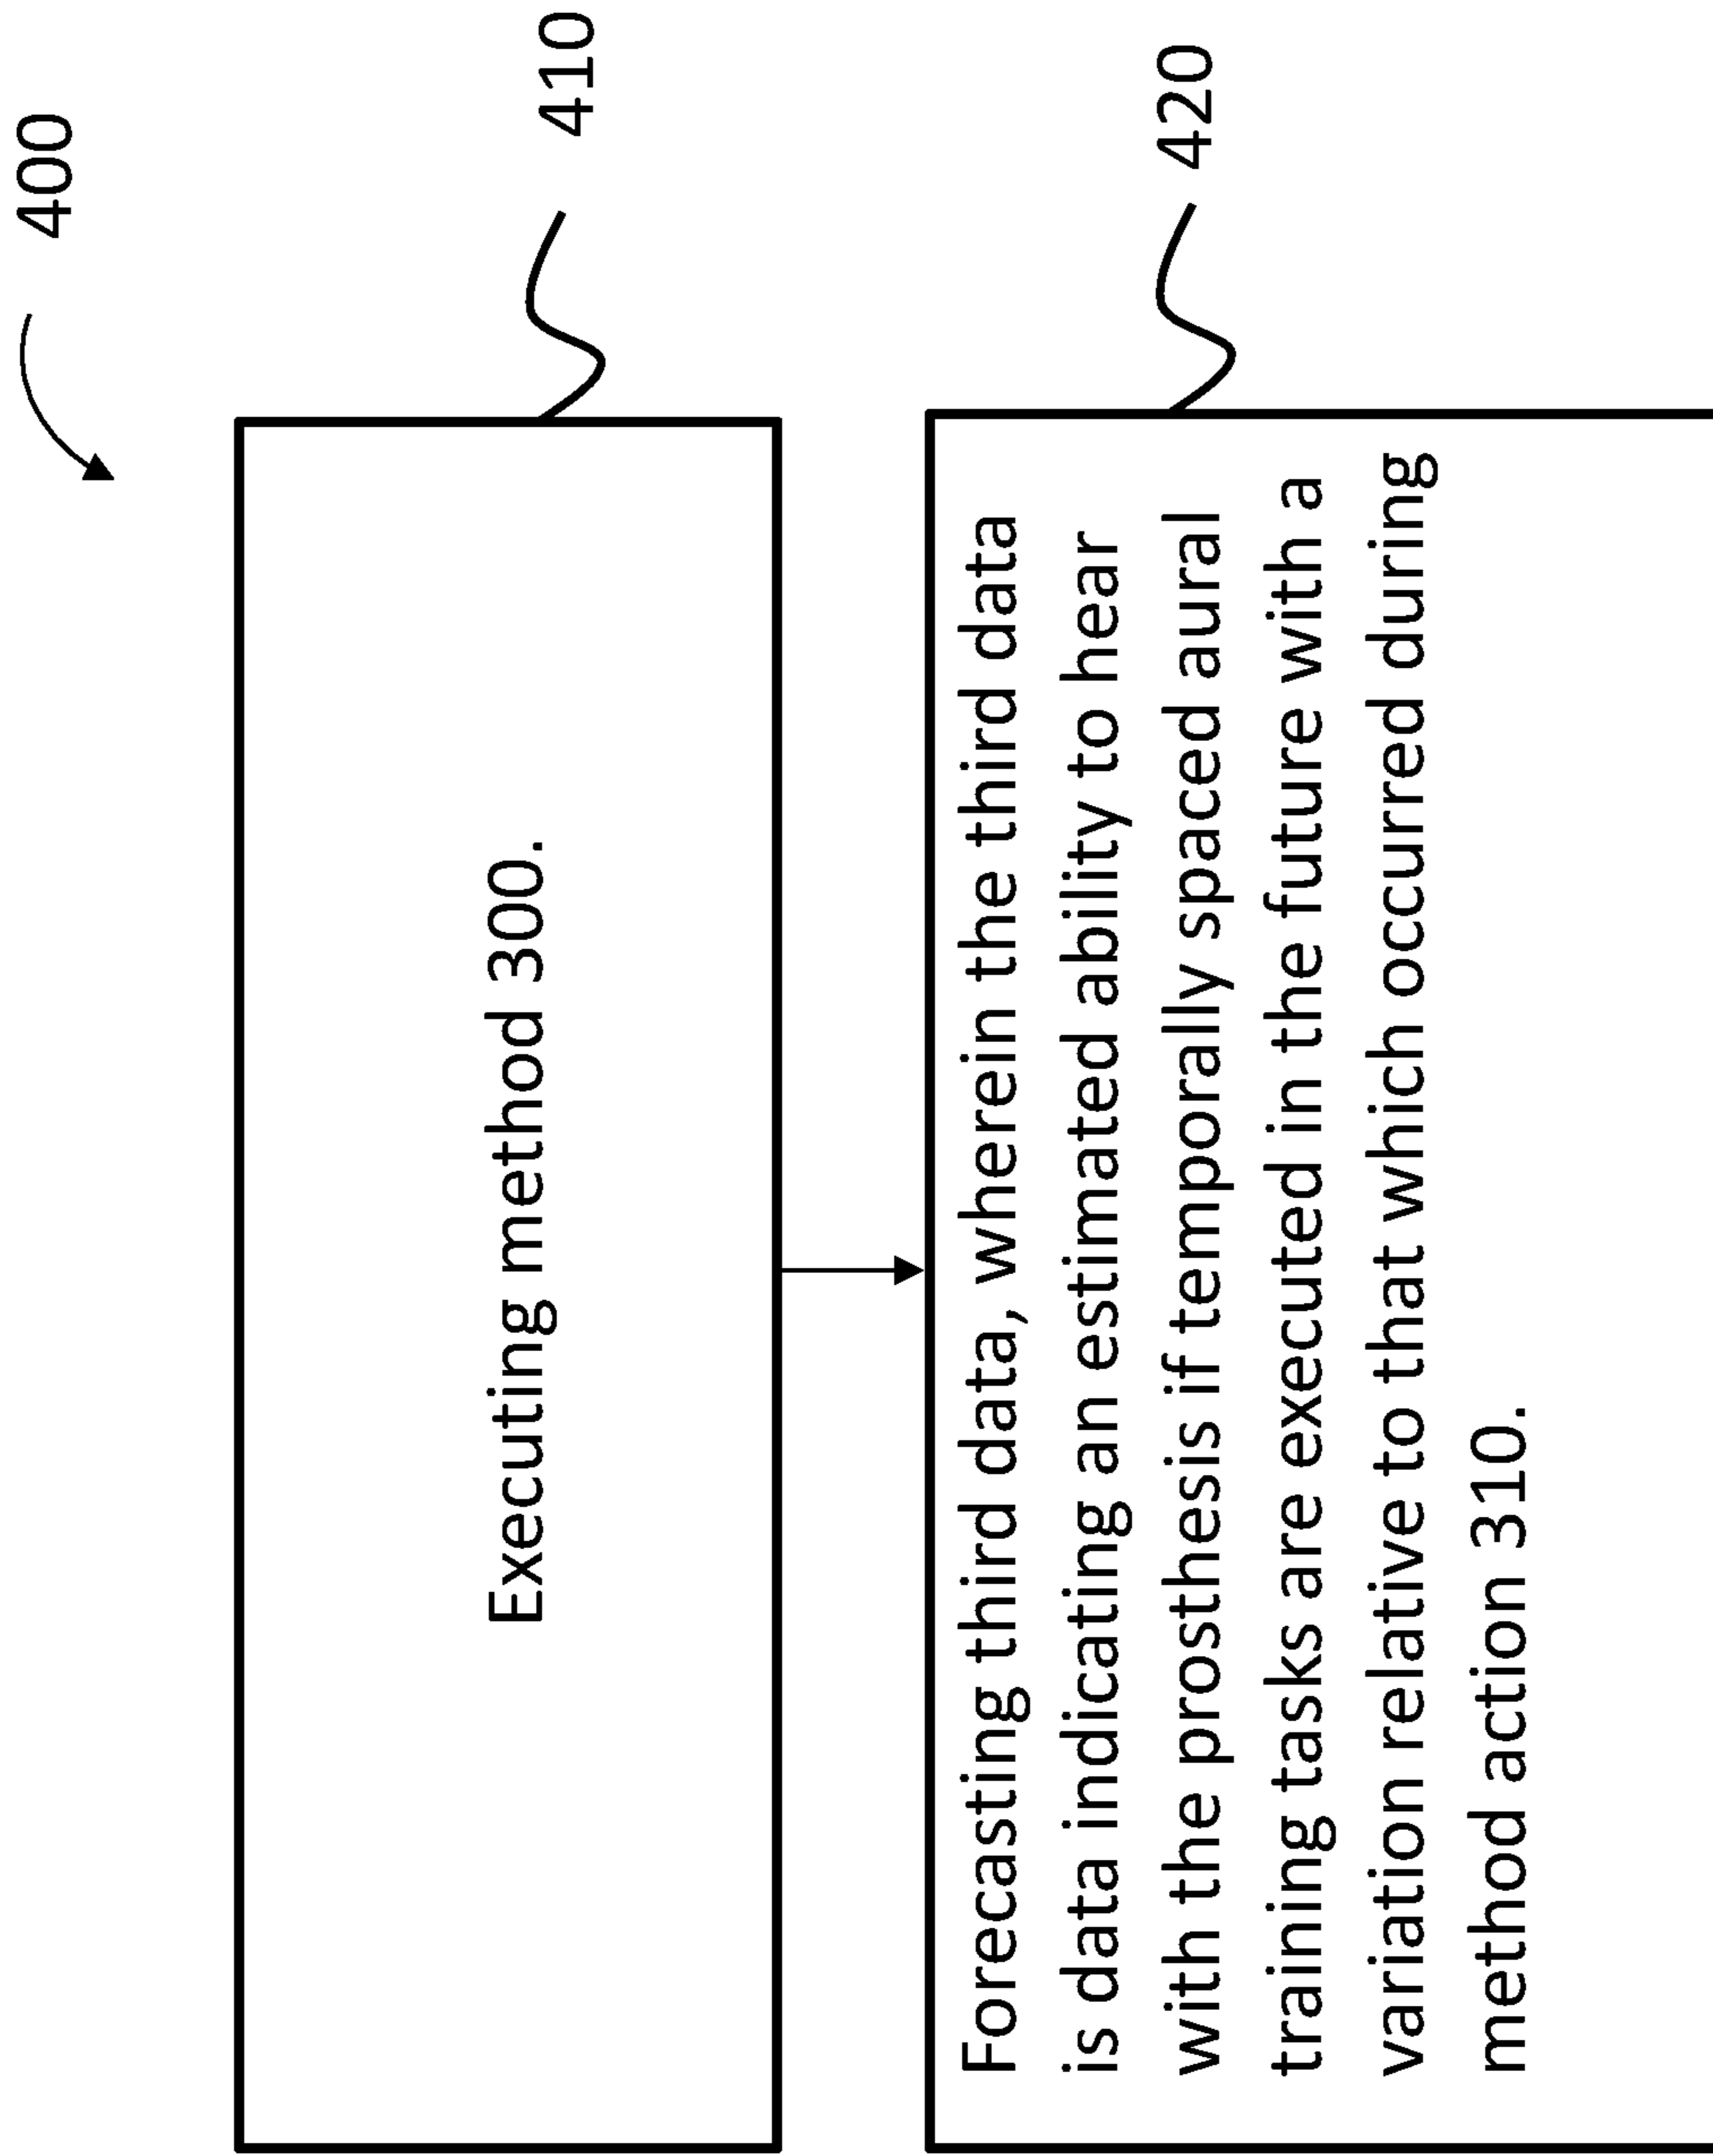 400
Executing method 300.
410
Forecasting third data, wherein the third data
is data indicating an estimated ability to hear
with the prosthesis if temporally spaced aural
training tasks are executed in the future with a
variation relative to that which occurred during
method action 310.
420